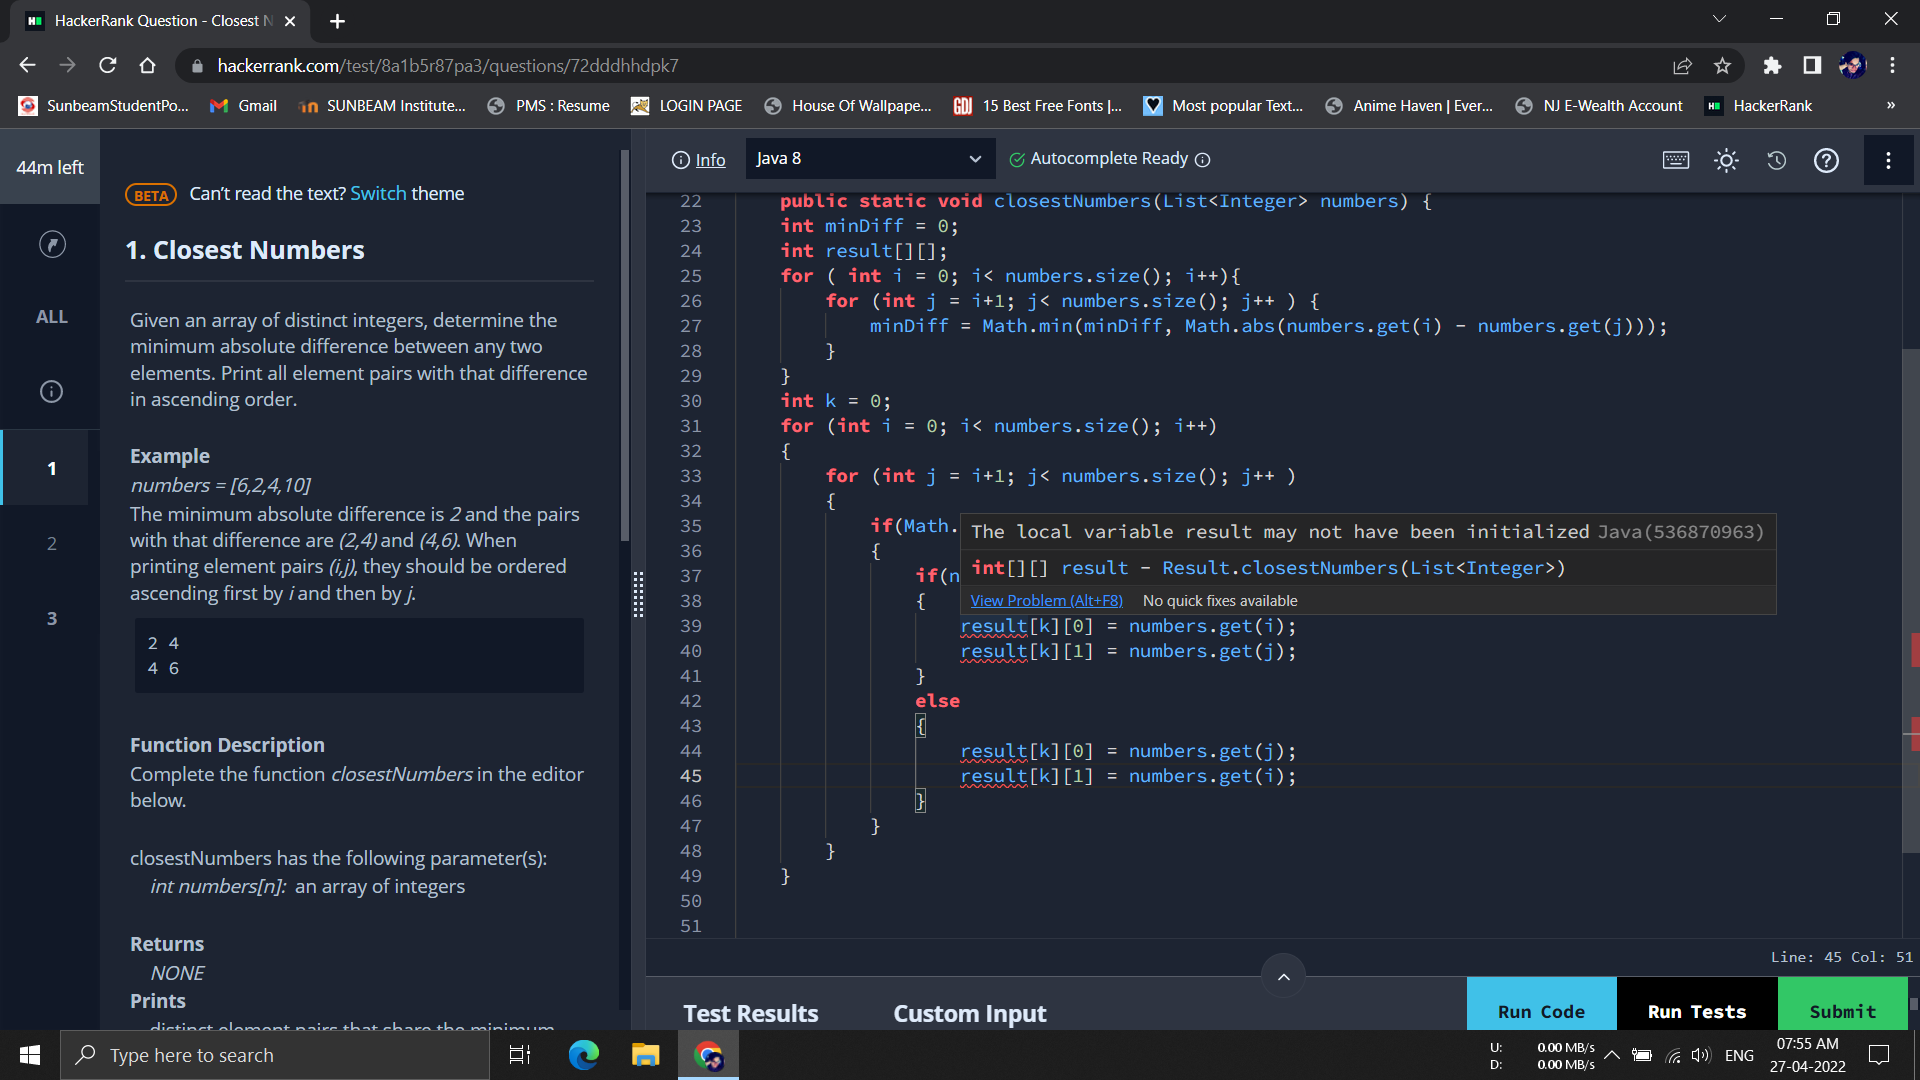 HackerRank Question - Closest N
hackerrank.com/test/8a1b5r87pa3/questions/72dddhhdpk7
SunbeamStudentPo...
Gmail
SUNBEAM Institute...
PMS : Resume
LOGIN PAGE
House Of Wallpape...
15 Best Free Fonts |...
Most popular Text...
Anime Haven | Ever...
NJ E-Wealth Account
HackerRank
»
44m left
ALL
1
2
3
BETA Can't read the text? Switch theme
1. Closest Numbers
Given an array of distinct integers, determine the
minimum absolute difference between any two
elements. Print all element pairs with that difference
in ascending order.
Example
numbers = [6,2,4,10]
The minimum absolute difference is 2 and the pairs
with that difference are (2,4) and (4,6). When
printing element pairs (i,j), they should be ordered
ascending first by i and then by j.
2 4
4 6
Function Description
Complete the function closestNumbers in the editor
below.
closestNumbers has the following parameter(s):
int numbers[n]: an array of integers
Returns
NONE
Prints
distinct element pairs that share the minimum
Info
Java 8
Autocomplete Ready
22 public static void closestNumbers(List<Integer> numbers) {
23 int minDiff = 0;
24 int result[][];
25 for ( int i = 0; i< numbers.size(); i++){
26 for (int j = i+1; j< numbers.size(); j++ ) {
27 minDiff = Math.min(minDiff, Math.abs(numbers.get(i) - numbers.get(j)));
28 }
29 }
30 int k = 0;
31 for (int i = 0; i< numbers.size(); i++)
32 {
33 for (int j = i+1; j< numbers.size(); j++ )
34 {
35 if(Math.
36 {
37 if(n
38 {
The local variable result may not have been initialized Java(536870963)
int[][] result - Result.closestNumbers(List<Integer>)
View Problem (Alt+F8) No quick fixes available
39 result[k][0] = numbers.get(i);
40 result[k][1] = numbers.get(j);
41 }
42 else
43 {
44 result[k][0] = numbers.get(j);
45 result[k][1] = numbers.get(i);
46 }
47 }
48 }
49 }
50
51
Line: 45 Col: 51
Test Results
Custom Input
Run Code
Run Tests
Submit
Type here to search
U: 0.00 MB/s
D: 0.00 MB/s
ENG
07:55 AM
27-04-2022